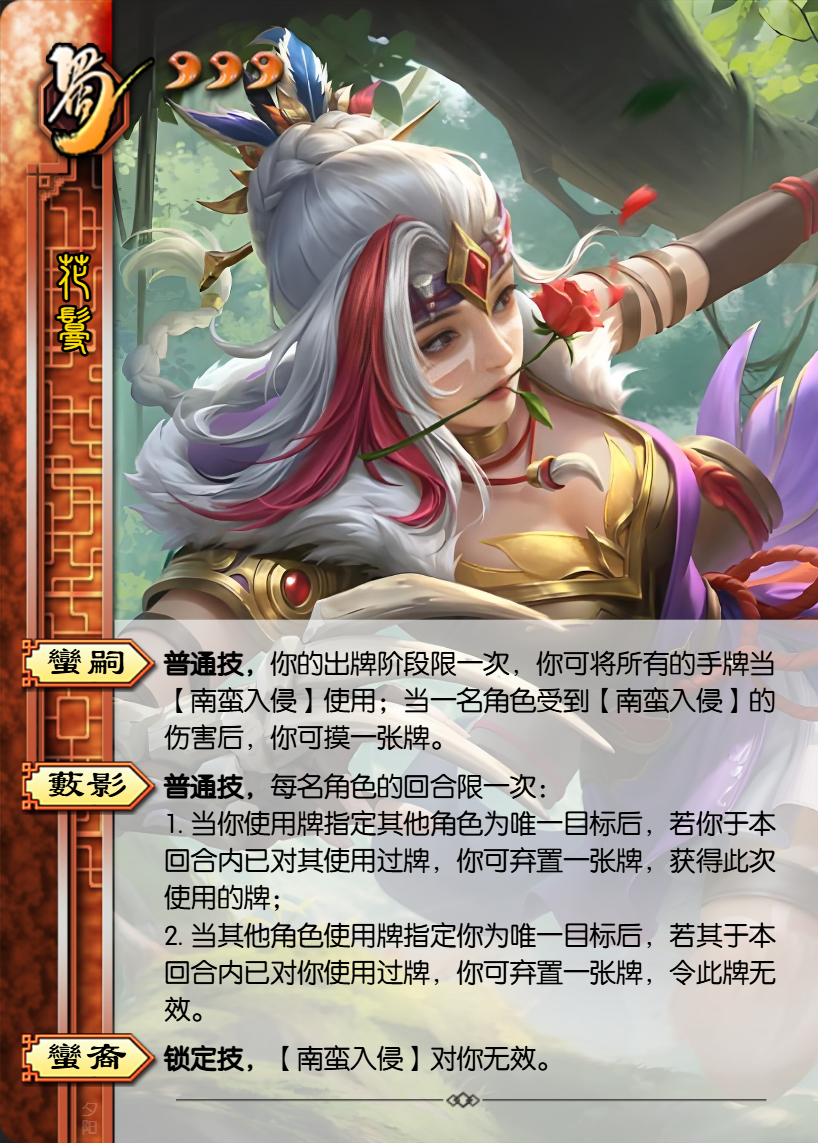 蜀
花鬘
蠻嗣
普通技，你的出牌阶段限一次，你可将所有的手牌当
【南蛮入侵】使用；当一名角色受到【南蛮入侵】的
伤害后，你可摸一张牌。
藪影
普通技，每名角色的回合限一次：
1. 当你使用牌指定其他角色为唯一目标后，若你于本
回合内已对其使用过牌，你可弃置一张牌，获得此次
使用的牌；
2. 当其他角色使用牌指定你为唯一目标后，若其于本
回合内已对你使用过牌，你可弃置一张牌，令此牌无
效。
蠻裔
锁定技，【南蛮入侵】对你无效。
夕阳